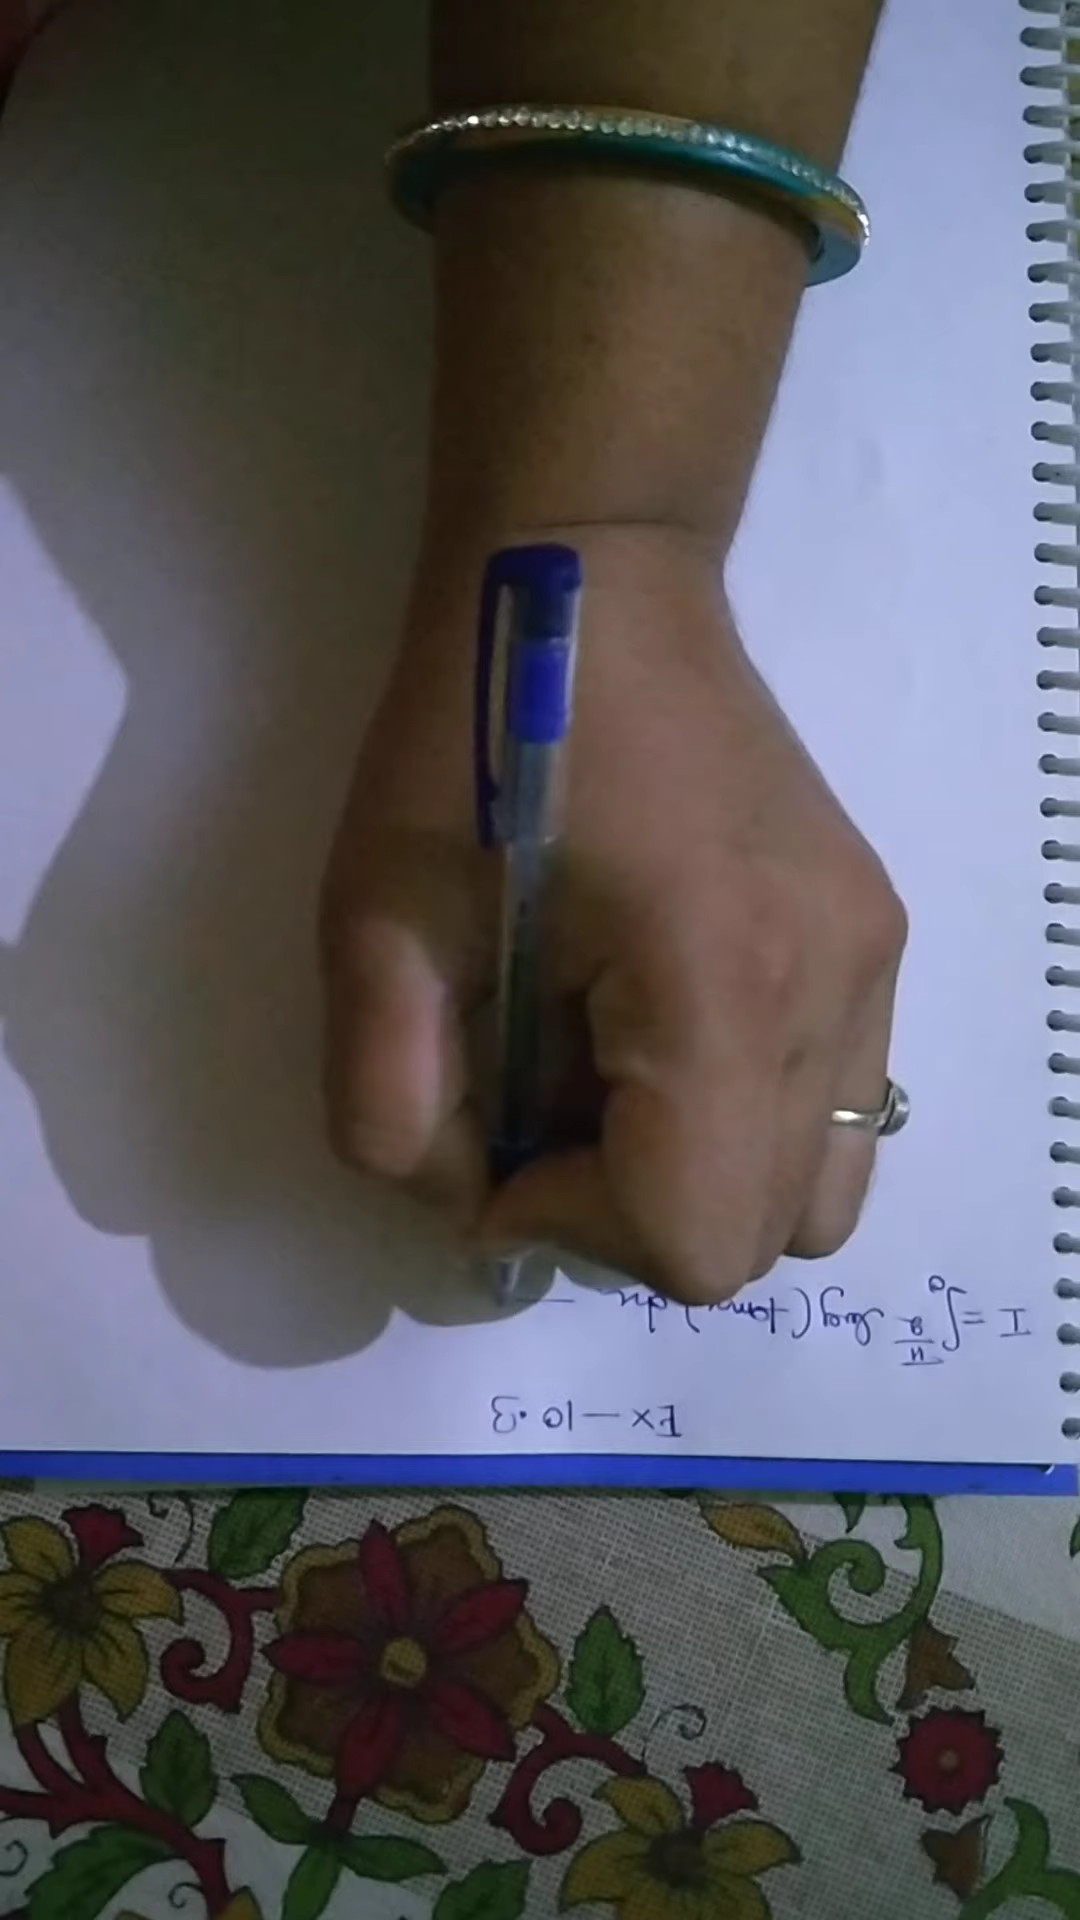 Ex — 10.3
I = ∫₀^(π/2) log (tan x) dx —